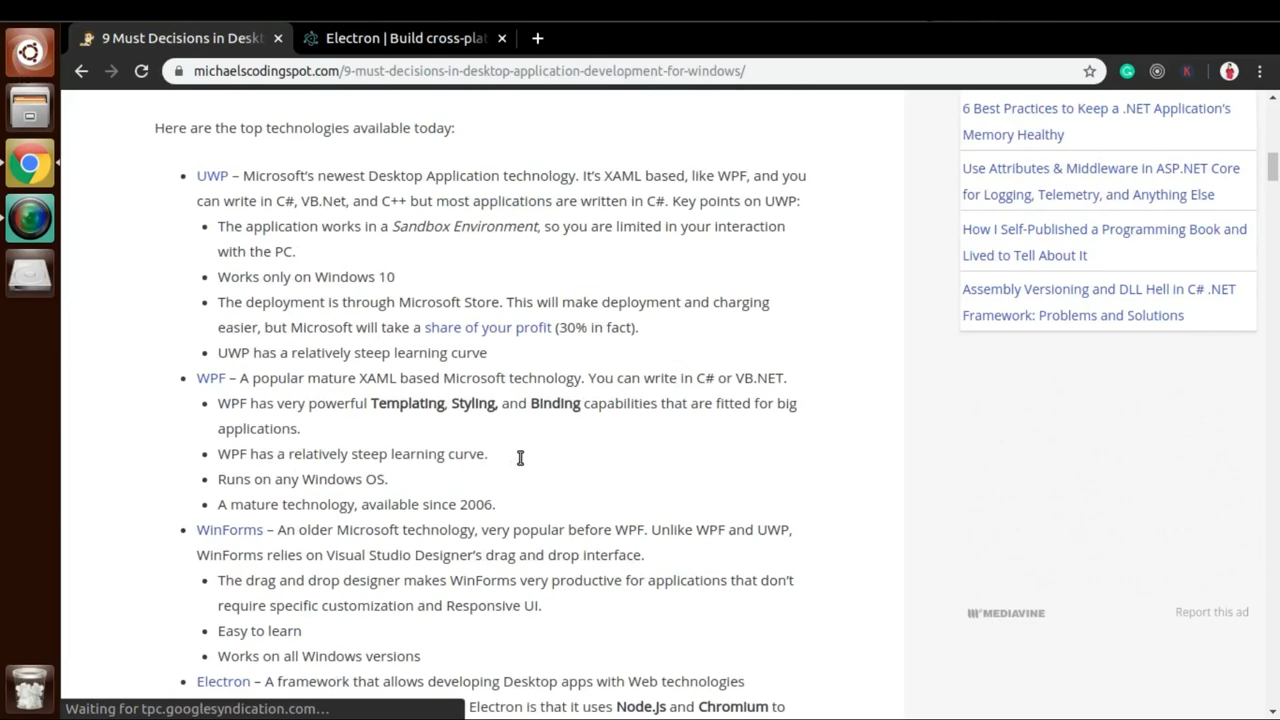 9 Must Decisions in Deskt
Electron | Build cross-plat
michaelscodingspot.com/9-must-decisions-in-desktop-application-development-for-windows/
Here are the top technologies available today:
UWP – Microsoft's newest Desktop Application technology. It's XAML based, like WPF, and you
can write in C#, VB.Net, and C++ but most applications are written in C#. Key points on UWP:
The application works in a Sandbox Environment, so you are limited in your interaction
with the PC.
Works only on Windows 10
The deployment is through Microsoft Store. This will make deployment and charging
easier, but Microsoft will take a share of your profit (30% in fact).
UWP has a relatively steep learning curve
WPF – A popular mature XAML based Microsoft technology. You can write in C# or VB.NET.
WPF has very powerful Templating, Styling, and Binding capabilities that are fitted for big
applications.
WPF has a relatively steep learning curve.
Runs on any Windows OS.
A mature technology, available since 2006.
WinForms – An older Microsoft technology, very popular before WPF. Unlike WPF and UWP,
WinForms relies on Visual Studio Designer's drag and drop interface.
The drag and drop designer makes WinForms very productive for applications that don't
require specific customization and Responsive UI.
Easy to learn
Works on all Windows versions
Electron – A framework that allows developing Desktop apps with Web technologies
Electron is that it uses Node.Js and Chromium to
6 Best Practices to Keep a .NET Application's
Memory Healthy
Use Attributes & Middleware in ASP.NET Core
for Logging, Telemetry, and Anything Else
How I Self-Published a Programming Book and
Lived to Tell About It
Assembly Versioning and DLL Hell in C# .NET
Framework: Problems and Solutions
MEDIAVINE
Report this ad
Waiting for tpc.googlesyndication.com...